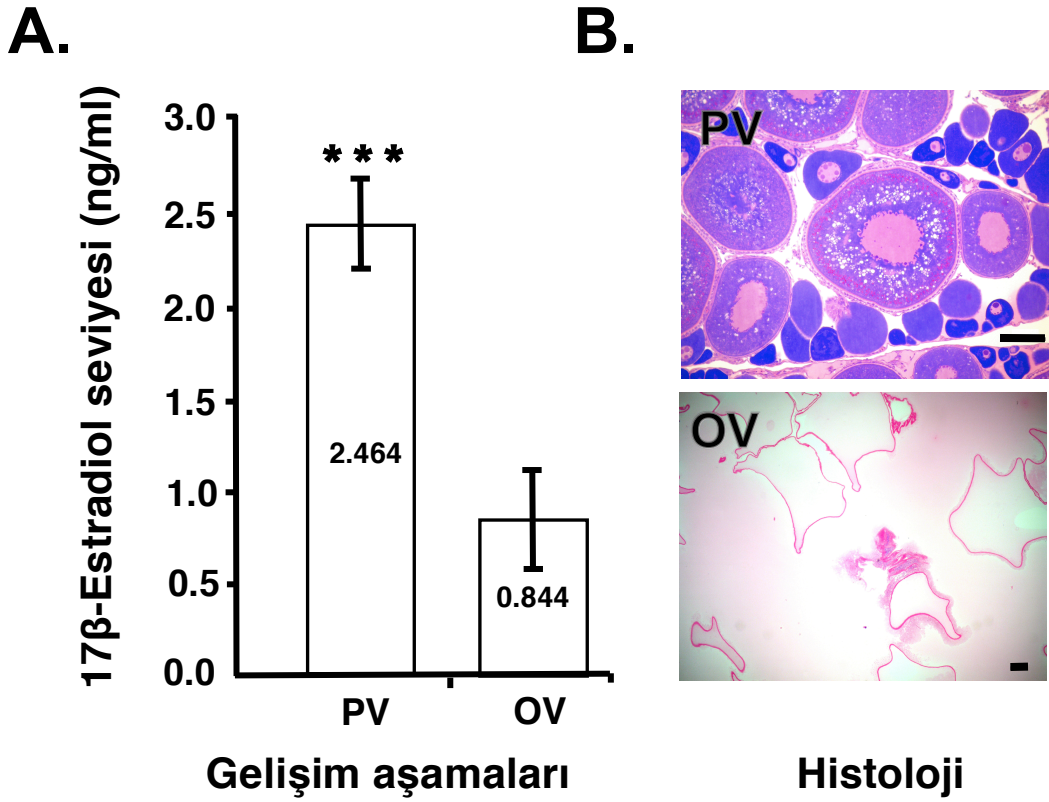 A.
B.
17β-Estradiol seviyesi (ng/ml)
3.0
2.5
2.0
1.5
1.0
0.5
0.0
***
2.464
0.844
PV
OV
Gelişim aşamaları
PV
OV
Histoloji